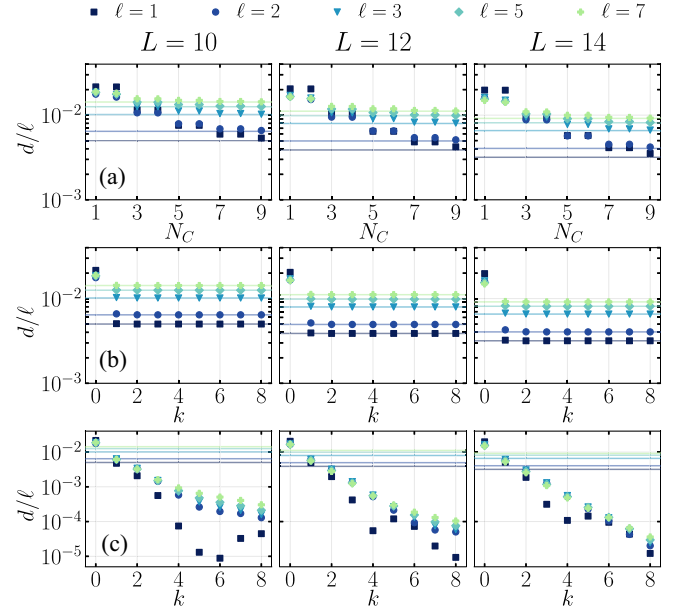 ℓ = 1 ℓ = 2 ℓ = 3 ℓ = 5 ℓ = 7
L = 10 L = 12 L = 14
d/ℓ
10⁻²
10⁻³
(a)
1 3 5 7 9 1 3 5 7 9 1 3 5 7 9
N_C N_C N_C
d/ℓ
10⁻²
10⁻³
(b)
0 2 4 6 8 0 2 4 6 8 0 2 4 6 8
k k k
d/ℓ
10⁻²
10⁻³
10⁻⁴
10⁻⁵
(c)
0 2 4 6 8 0 2 4 6 8 0 2 4 6 8
k k k